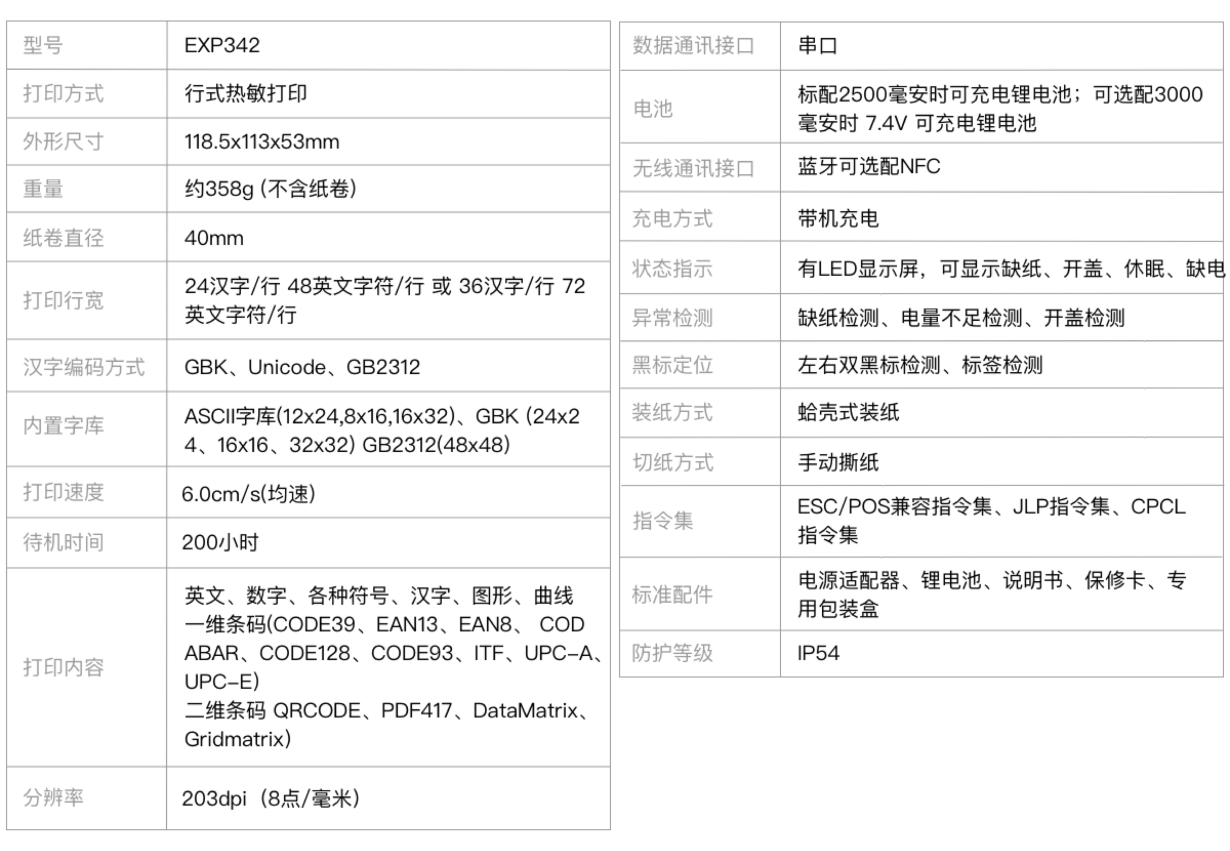 型号
EXP342
打印方式
行式热敏打印
外形尺寸
118.5x113x53mm
重量
约358g (不含纸卷)
纸卷直径
40mm
打印行宽
24汉字/行 48英文字符/行 或 36汉字/行 72
英文字符/行
汉字编码方式
GBK、Unicode、GB2312
内置字库
ASCII字库(12x24,8x16,16x32)、GBK (24x2
4、16x16、32x32) GB2312(48x48)
打印速度
6.0cm/s(均速)
待机时间
200小时
打印内容
英文、数字、各种符号、汉字、图形、曲线
一维条码(CODE39、EAN13、EAN8、 COD
ABAR、CODE128、CODE93、ITF、UPC-A、
UPC-E)
二维条码 QRCODE、PDF417、DataMatrix、
Gridmatrix)
分辨率
203dpi（8点/毫米)
数据通讯接口
串口
电池
标配2500毫安时可充电锂电池；可选配3000
毫安时 7.4V 可充电锂电池
无线通讯接口
蓝牙可选配NFC
充电方式
带机充电
状态指示
有LED显示屏，可显示缺纸、开盖、休眠、缺电
异常检测
缺纸检测、电量不足检测、开盖检测
黑标定位
左右双黑标检测、标签检测
装纸方式
蛤壳式装纸
切纸方式
手动撕纸
指令集
ESC/POS兼容指令集、JLP指令集、CPCL
指令集
标准配件
电源适配器、锂电池、说明书、保修卡、专
用包装盒
防护等级
IP54